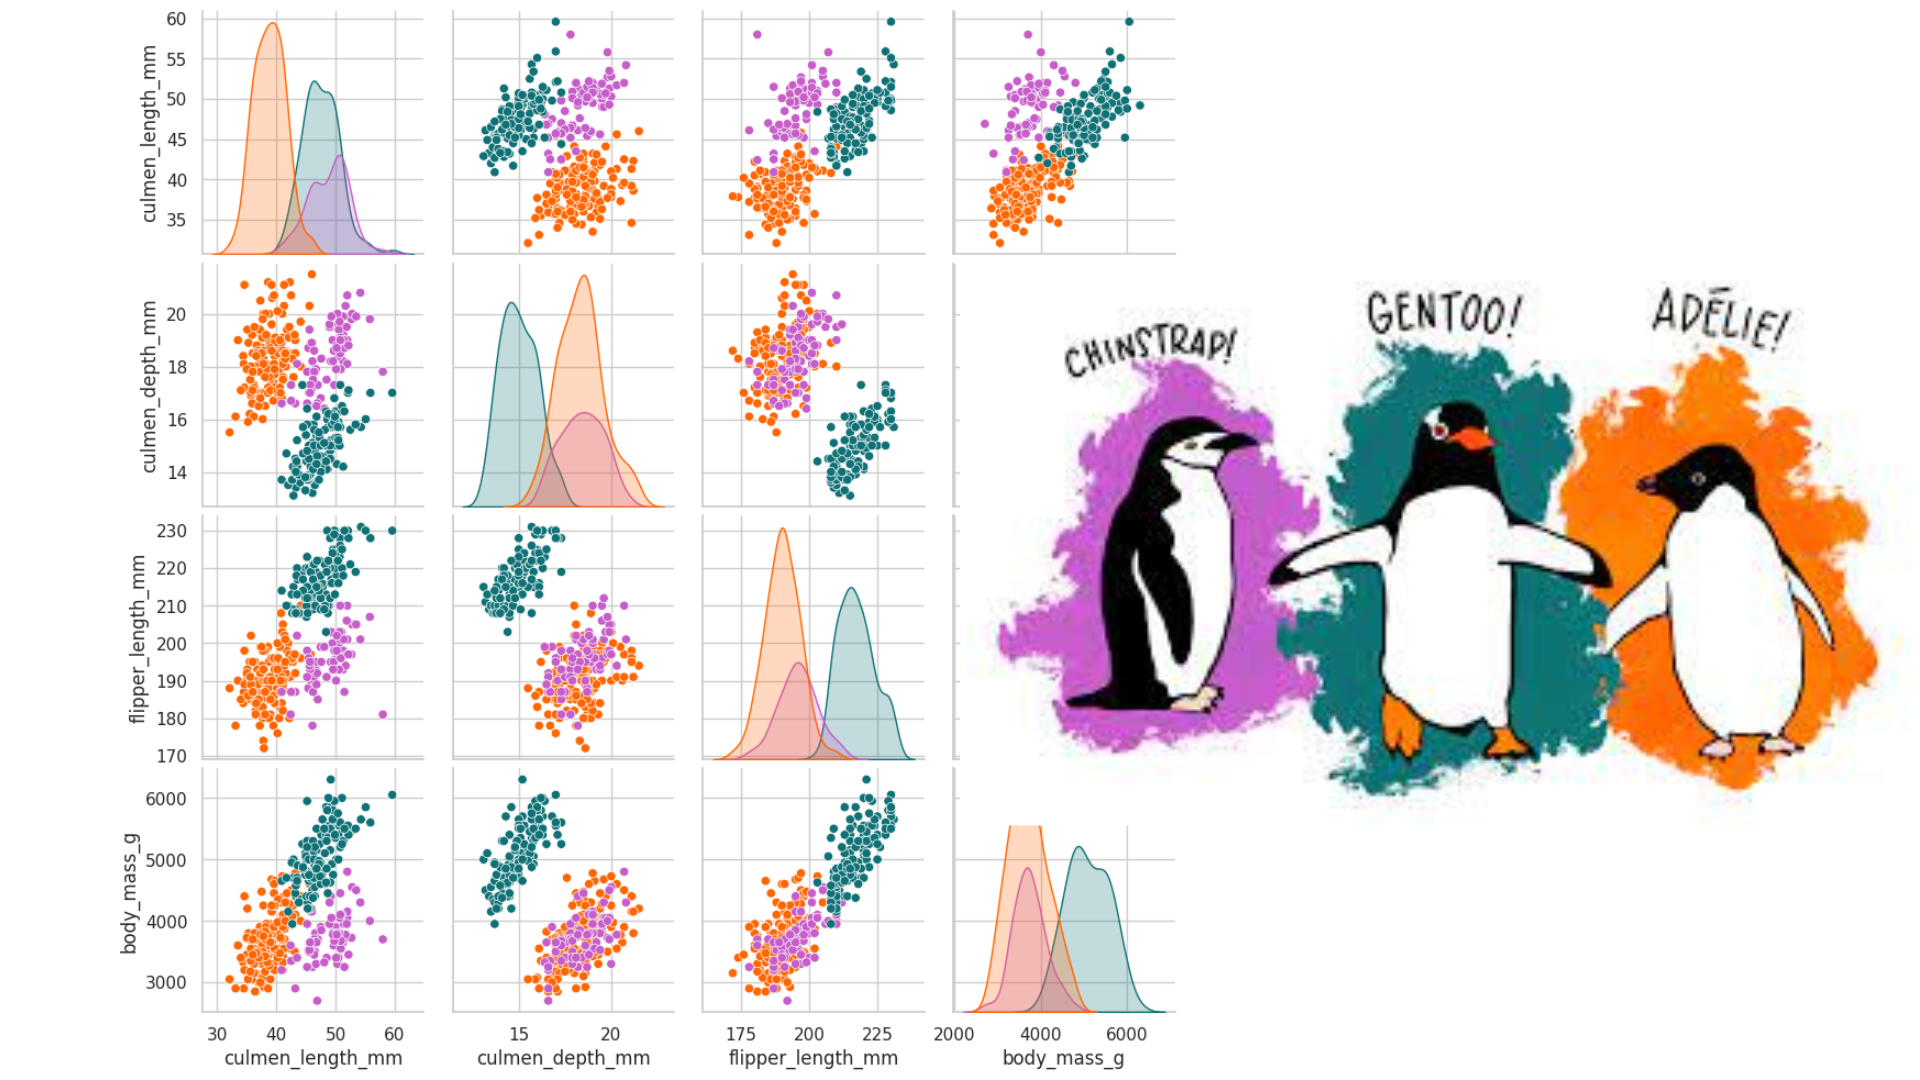 60
55
50
45
40
35
culmen_length_mm
20
18
16
14
culmen_depth_mm
CHINSTRAP!
GENTOO!
ADÉLIE!
230
220
210
200
190
180
170
flipper_length_mm
6000
5000
4000
3000
body_mass_g
30 40 50 60
culmen_length_mm
15 20
culmen_depth_mm
175 200 225
flipper_length_mm
2000 4000 6000
body_mass_g